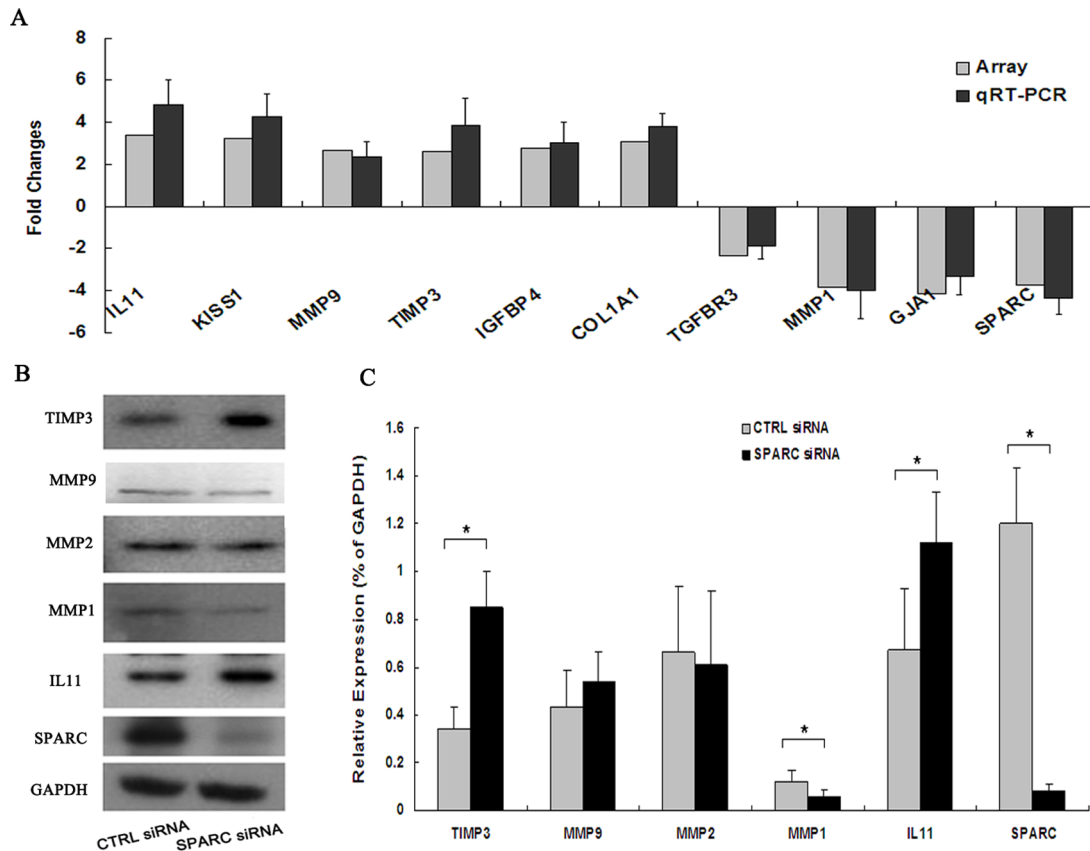 A
Fold Changes
8
6
4
2
0
-2
-4
-6
Array
qRT-PCR
IL11
KISS1
MMP9
TIMP3
IGFBP4
COL1A1
TGFBR3
MMP1
GJA1
SPARC
B
TIMP3
MMP9
MMP2
MMP1
IL11
SPARC
GAPDH
CTRL siRNA
SPARC siRNA
C
Relative Expression (% of GAPDH)
1.6
1.4
1.2
1
0.8
0.6
0.4
0.2
0
CTRL siRNA
SPARC siRNA
*
*
*
*
TIMP3
MMP9
MMP2
MMP1
IL11
SPARC